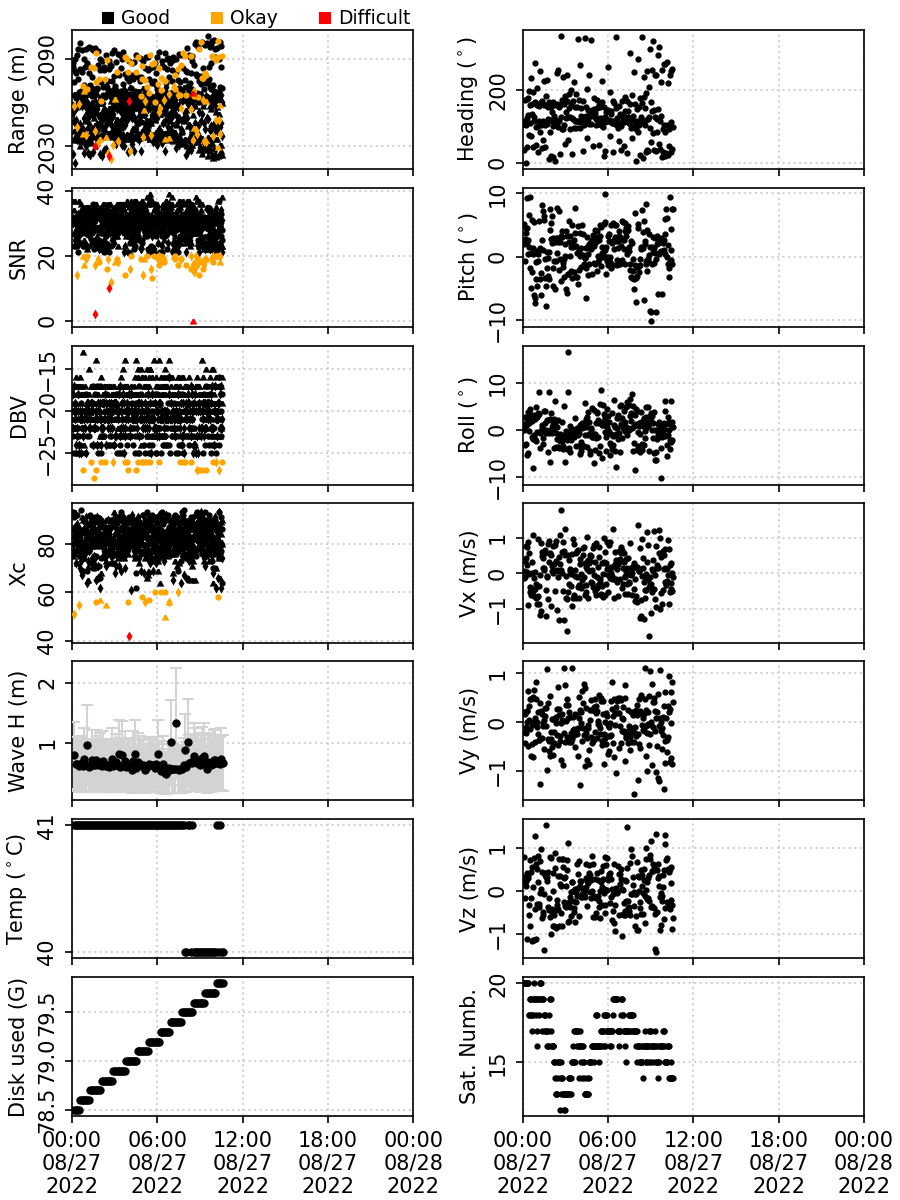 Good Okay Difficult
Range (m)
2090
2030
Heading (°)
200
0
SNR
40
20
0
Pitch (°)
10
0
−10
DBV
−15
−20
−25
Roll (°)
10
0
−10
Xc
80
60
40
Vx (m/s)
1
0
−1
Wave H (m)
2
1
Vy (m/s)
1
0
−1
Temp (°C)
41
40
Vz (m/s)
1
0
−1
Disk used (G)
79.5
79.0
78.5
Sat. Numb.
20
15
00:00 06:00 12:00 18:00 00:00
08/27 08/27 08/27 08/27 08/28
2022 2022 2022 2022 2022
00:00 06:00 12:00 18:00 00:00
08/27 08/27 08/27 08/27 08/28
2022 2022 2022 2022 2022